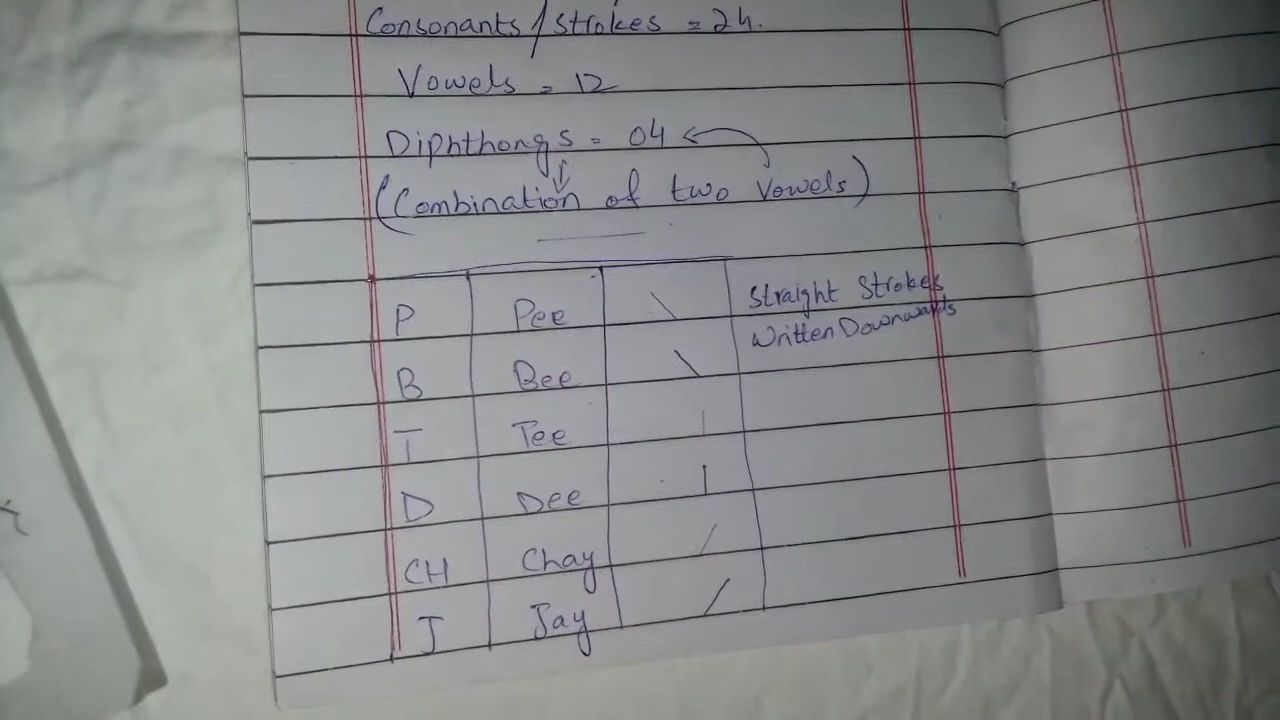 Consonants/strokes = 24.
Vowels = 12
Diphthongs = 04
(Combination of two vowels)
P Pee \ Straight Strokes
Written Downwards
B Bee \
T Tee |
D Dee |
CH Chay /
J Jay /